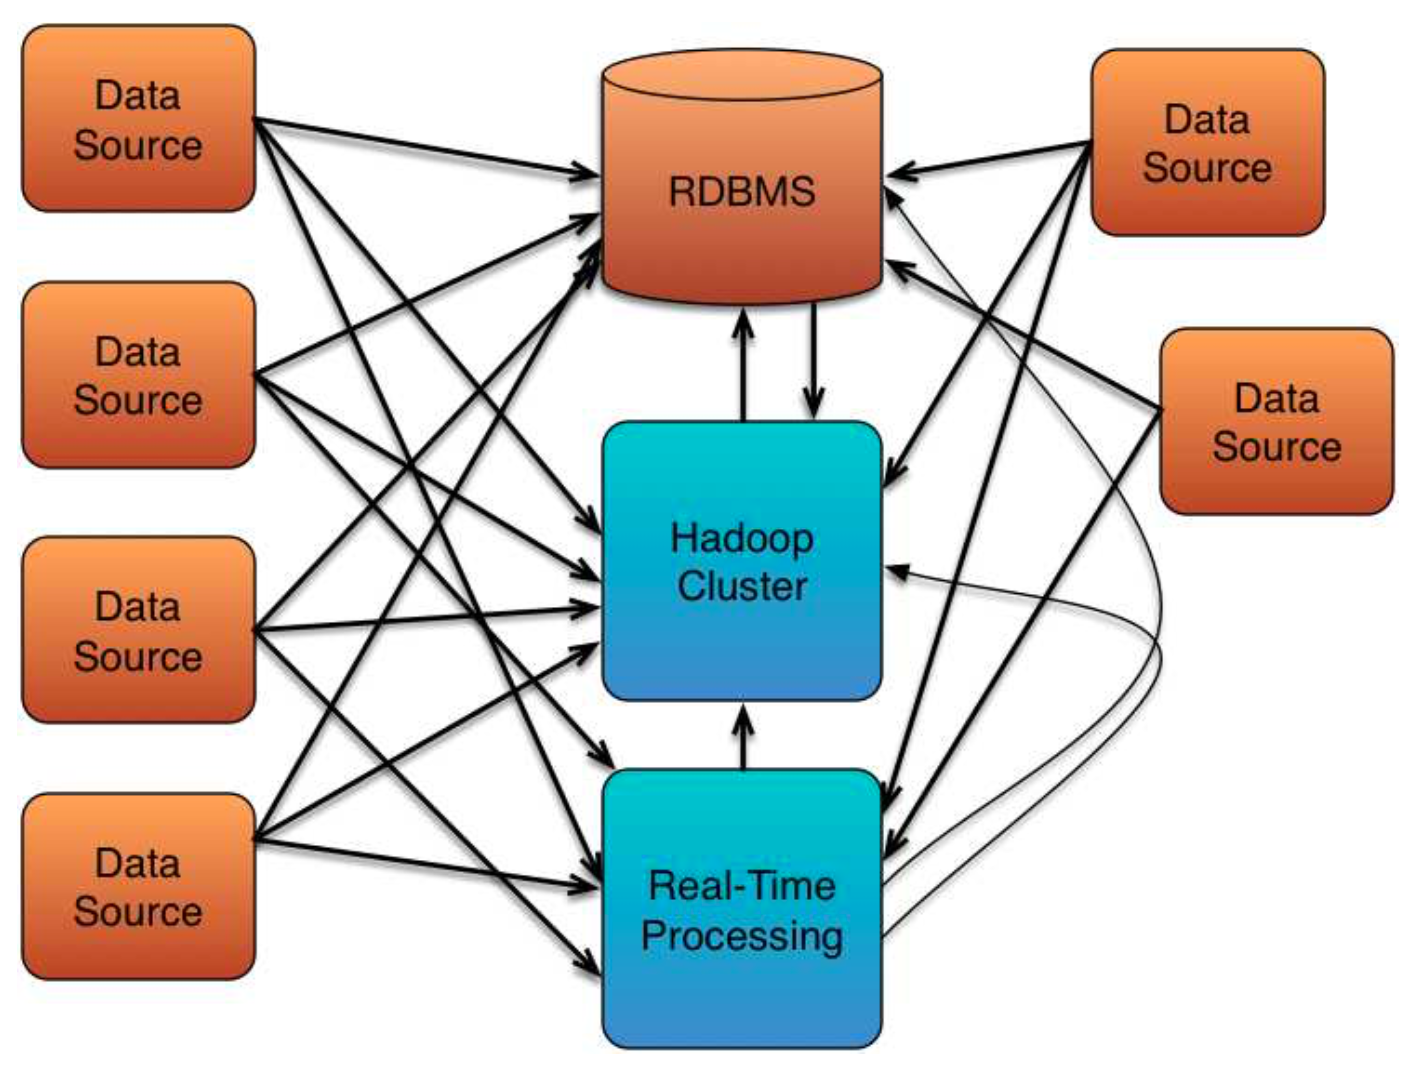 Data
Source
RDBMS
Data
Source
Data
Source
Data
Source
Hadoop
Cluster
Data
Source
Data
Source
Real-Time
Processing